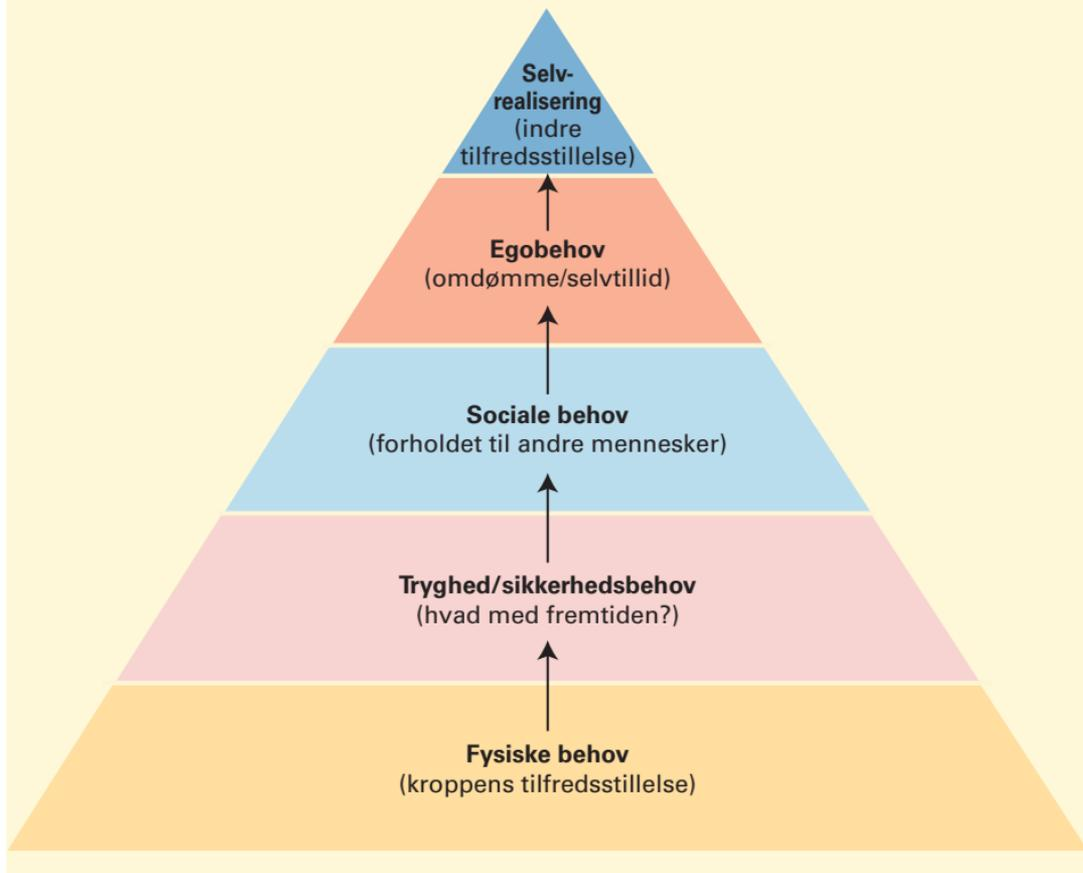 Selv-
realisering
(indre
tilfredsstillelse)
Egobehov
(omdømme/selvtillid)
Sociale behov
(forholdet til andre mennesker)
Tryghed/sikkerhedsbehov
(hvad med fremtiden?)
Fysiske behov
(kroppens tilfredsstillelse)